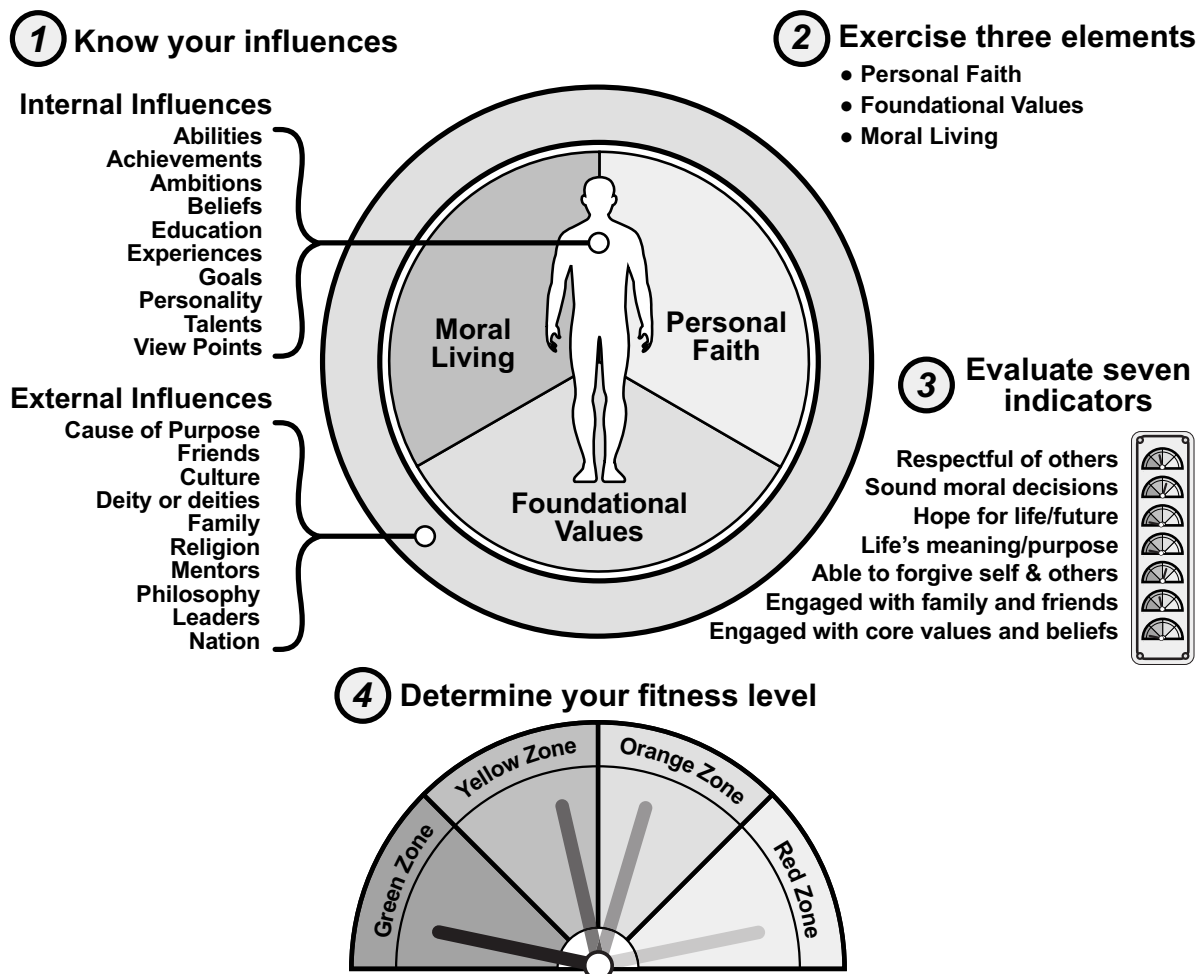 1 Know your influences
Internal Influences
Abilities
Achievements
Ambitions
Beliefs
Education
Experiences
Goals
Personality
Talents
View Points
External Influences
Cause of Purpose
Friends
Culture
Deity or deities
Family
Religion
Mentors
Philosophy
Leaders
Nation
Moral
Living
Personal
Faith
Foundational
Values
2 Exercise three elements
● Personal Faith
● Foundational Values
● Moral Living
3 Evaluate seven
indicators
Respectful of others
Sound moral decisions
Hope for life/future
Life's meaning/purpose
Able to forgive self & others
Engaged with family and friends
Engaged with core values and beliefs
4 Determine your fitness level
Green Zone
Yellow Zone
Orange Zone
Red Zone